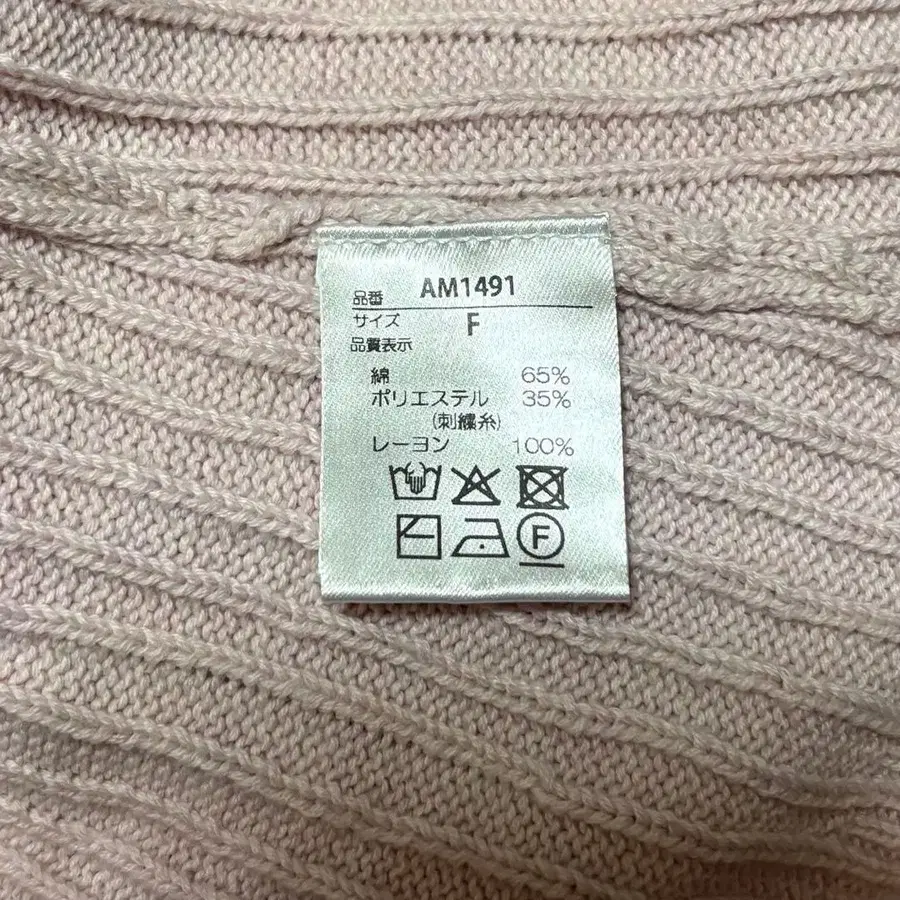 品番 AM1491
サイズ F
品質表示
綿 65%
ポリエステル 35%
(刺繍糸)
レーヨン 100%
F